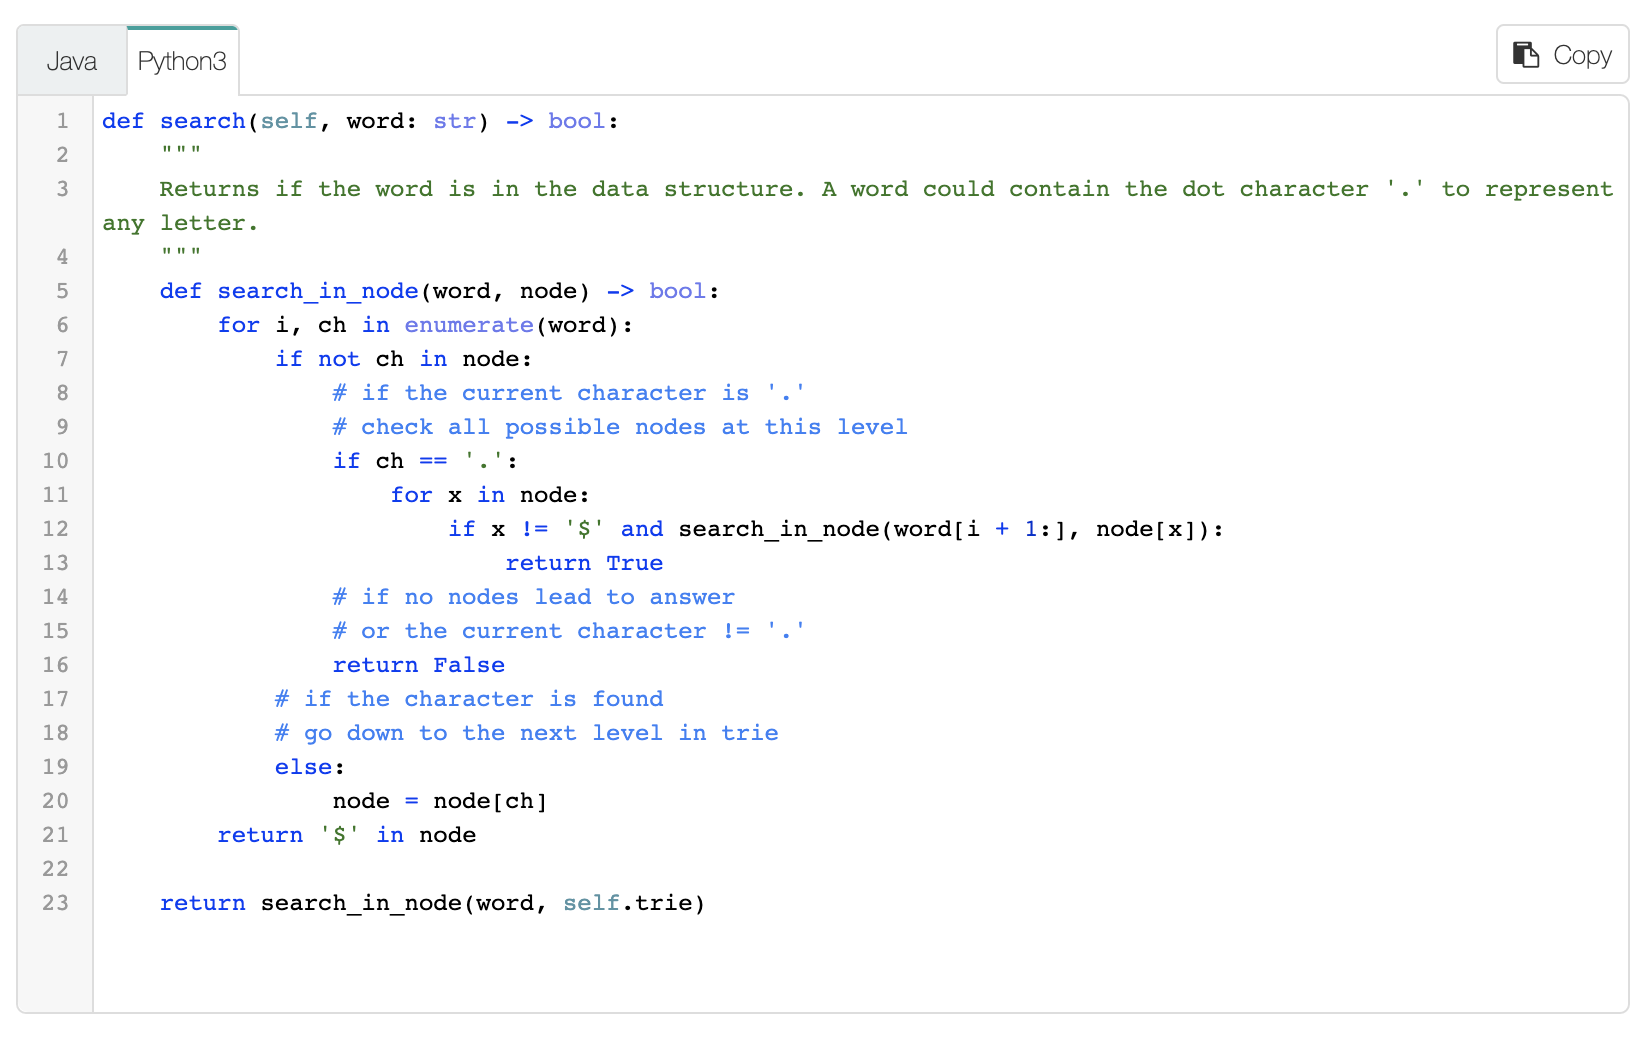 Java Python3 Copy
1 def search(self, word: str) -> bool:
2     """
3     Returns if the word is in the data structure. A word could contain the dot character '.' to represent
any letter.
4     """
5     def search_in_node(word, node) -> bool:
6         for i, ch in enumerate(word):
7             if not ch in node:
8                 # if the current character is '.'
9                 # check all possible nodes at this level
10                 if ch == '.':
11                     for x in node:
12                         if x != '$' and search_in_node(word[i + 1:], node[x]):
13                             return True
14                 # if no nodes lead to answer
15                 # or the current character != '.'
16                 return False
17             # if the character is found
18             # go down to the next level in trie
19             else:
20                 node = node[ch]
21         return '$' in node
22
23     return search_in_node(word, self.trie)